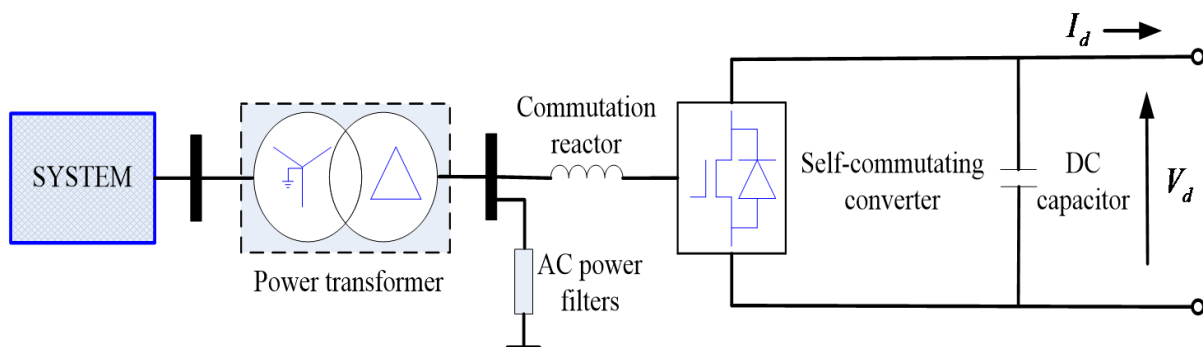 SYSTEM
Power transformer
Commutation
reactor
AC power
filters
Self-commutating
converter
DC
capacitor
I_d
V_d